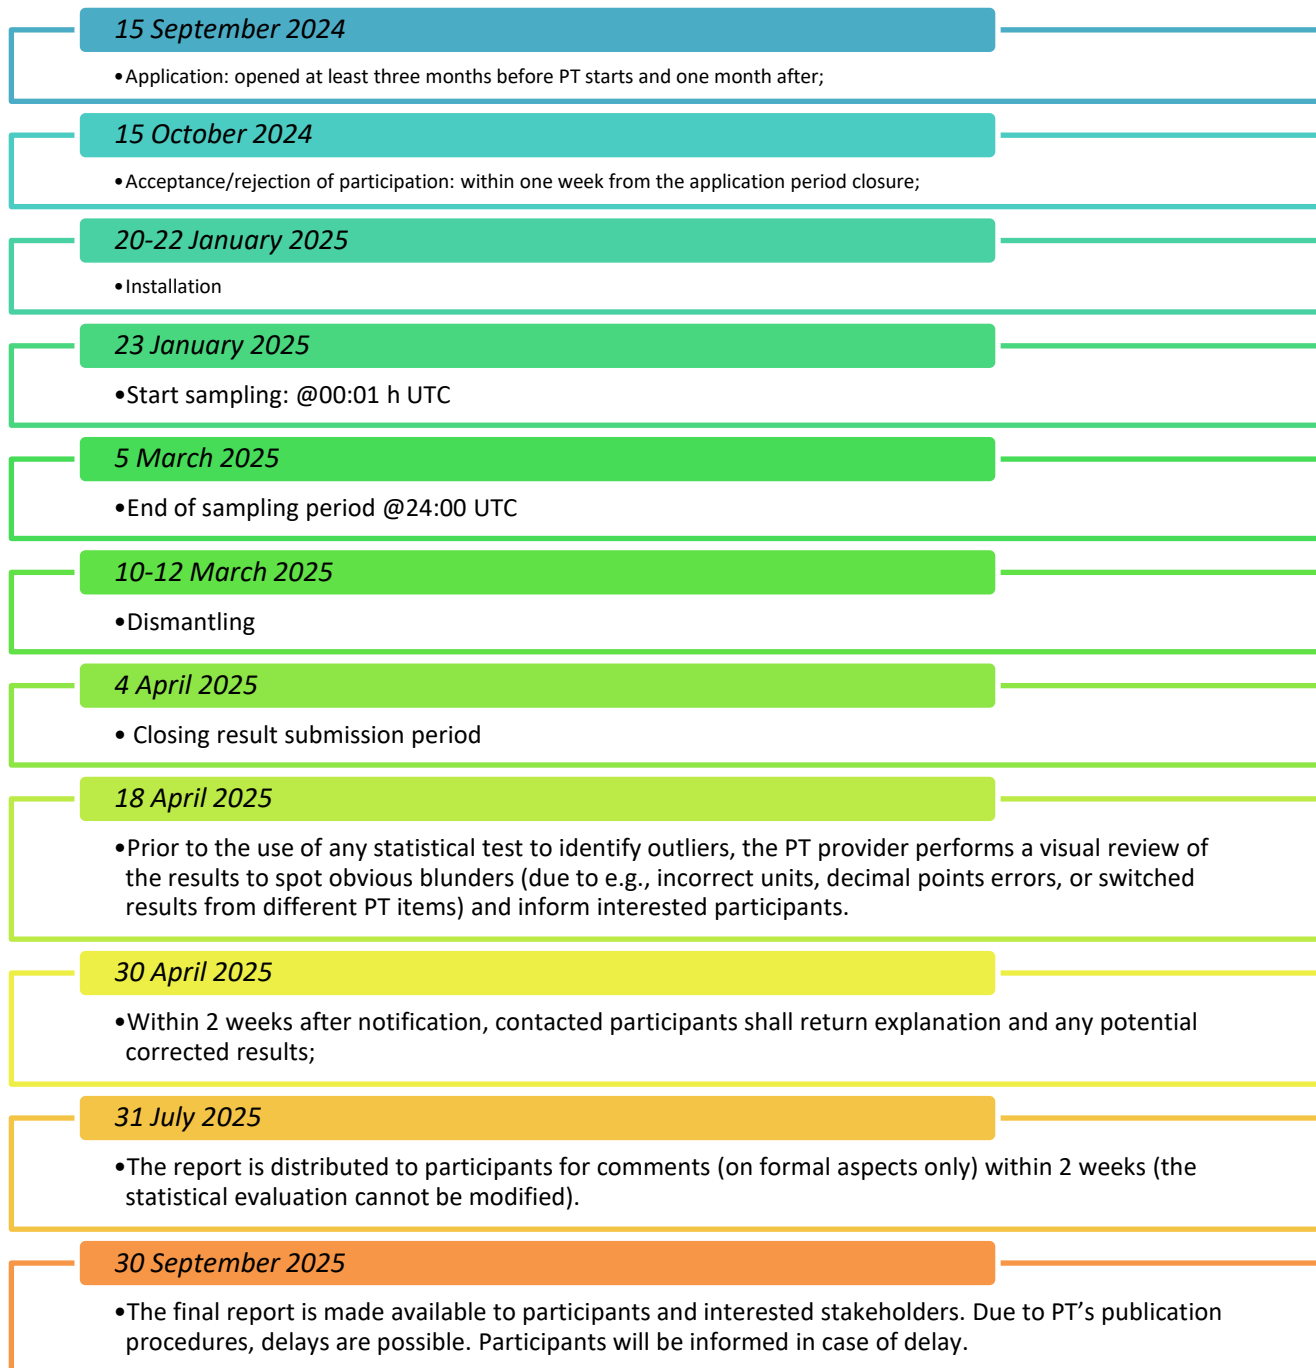 15 September 2024
•Application: opened at least three months before PT starts and one month after;
15 October 2024
•Acceptance/rejection of participation: within one week from the application period closure;
20-22 January 2025
•Installation
23 January 2025
•Start sampling: @00:01 h UTC
5 March 2025
•End of sampling period @24:00 UTC
10-12 March 2025
•Dismantling
4 April 2025
• Closing result submission period
18 April 2025
•Prior to the use of any statistical test to identify outliers, the PT provider performs a visual review of
the results to spot obvious blunders (due to e.g., incorrect units, decimal points errors, or switched
results from different PT items) and inform interested participants.
30 April 2025
•Within 2 weeks after notification, contacted participants shall return explanation and any potential
corrected results;
31 July 2025
•The report is distributed to participants for comments (on formal aspects only) within 2 weeks (the
statistical evaluation cannot be modified).
30 September 2025
•The final report is made available to participants and interested stakeholders. Due to PT’s publication
procedures, delays are possible. Participants will be informed in case of delay.